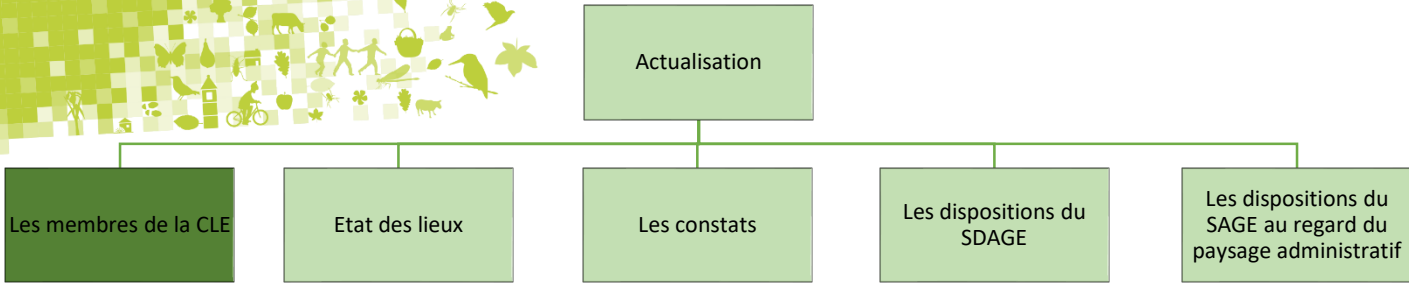 Actualisation
Les membres de la CLE
Etat des lieux
Les constats
Les dispositions du
SDAGE
Les dispositions du
SAGE au regard du
paysage administratif